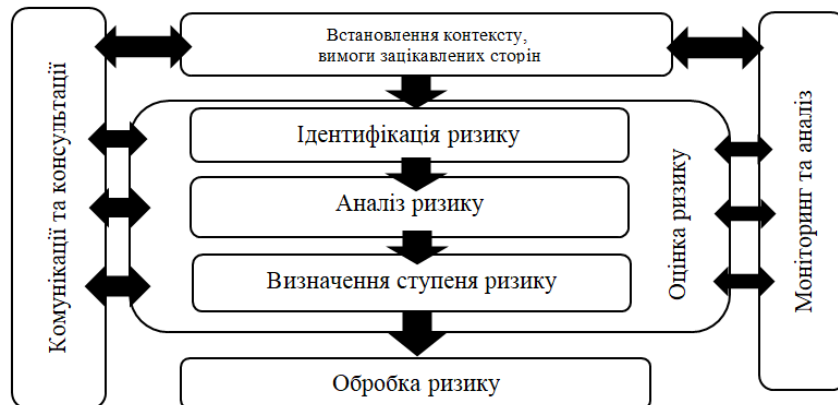 Встановлення контексту,
вимоги зацікавлених сторін
Комунікації та консультації
Ідентифікація ризику
Аналіз ризику
Визначення ступеня ризику
Оцінка ризику
Моніторинг та аналіз
Обробка ризику